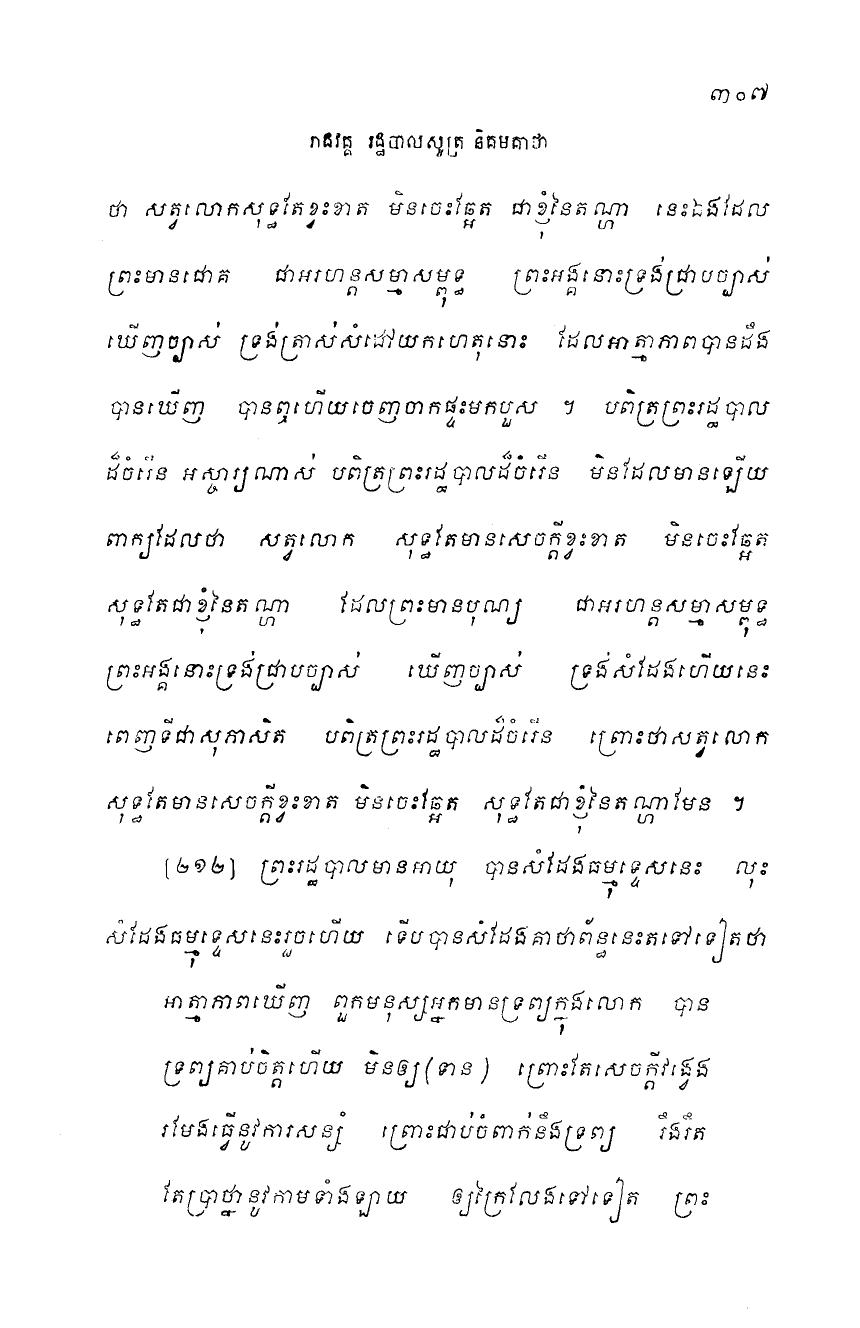 ៣០៧
រាជវគ្គ រដ្ឋបាលសូត្រ និគមគាថា
ថា សត្វលោកសុទ្ធតែខ្វះខាត មិនចេះឆ្អែត ជាខ្ញុំនៃតណ្ហា នេះឯងដែល
ព្រះមានជោគ ជាអរហន្តសម្មាសម្ពុទ្ធ ព្រះអង្គនោះទ្រង់ជ្រាបច្បាស់
ឃើញច្បាស់ ទ្រង់ត្រាស់សំដៅយកហេតុនោះ ដែលអាត្មាភាពបានដឹង
បានឃើញ បានឮហើយចេញចាកផ្ទះមកបួស ។ បពិត្រព្រះរដ្ឋបាល
ដ៏ចំរើន អស្ចារ្យណាស់ បពិត្រព្រះរដ្ឋបាលដ៏ចំរើន មិនដែលមានឡើយ
ពាក្យដែលថា សត្វលោក សុទ្ធតែមានសេចក្តីខ្វះខាត មិនចេះឆ្អែត
សុទ្ធតែជាខ្ញុំនៃតណ្ហា ដែលព្រះមានបុណ្យ ជាអរហន្តសម្មាសម្ពុទ្ធ
ព្រះអង្គនោះទ្រង់ជ្រាបច្បាស់ ឃើញច្បាស់ ទ្រង់សំដែងហើយនេះ
ពេញទីជាសុភាសិត បពិត្រព្រះរដ្ឋបាលដ៏ចំរើន ព្រោះថាសត្វលោក
សុទ្ធតែមានសេចក្តីខ្វះខាត មិនចេះឆ្អែត សុទ្ធតែជាខ្ញុំនៃតណ្ហាមែន ។
[២១២] ព្រះរដ្ឋបាលមានអាយុ បានសំដែងធម្មុទ្ទេសនេះ លុះ
សំដែងធម្មុទ្ទេសនេះរួចហើយ ទើបបានសំដែងគាថាព័ន្ធនេះតទៅទៀតថា
អាត្មាភាពឃើញ ពួកមនុស្សអ្នកមានទ្រព្យក្នុងលោក បាន
ទ្រព្យគាប់ចិត្តហើយ មិនឲ្យ(ទាន) ព្រោះតែសេចក្តីវង្វេង
រមែងធ្វើនូវការសន្សំ ព្រោះជាប់ចំពាក់នឹងទ្រព្យ រឹងរឹត
តែប្រាថ្នានូវកាមទាំងឡាយ ឲ្យក្រៃលែងទៅទៀត ព្រះ